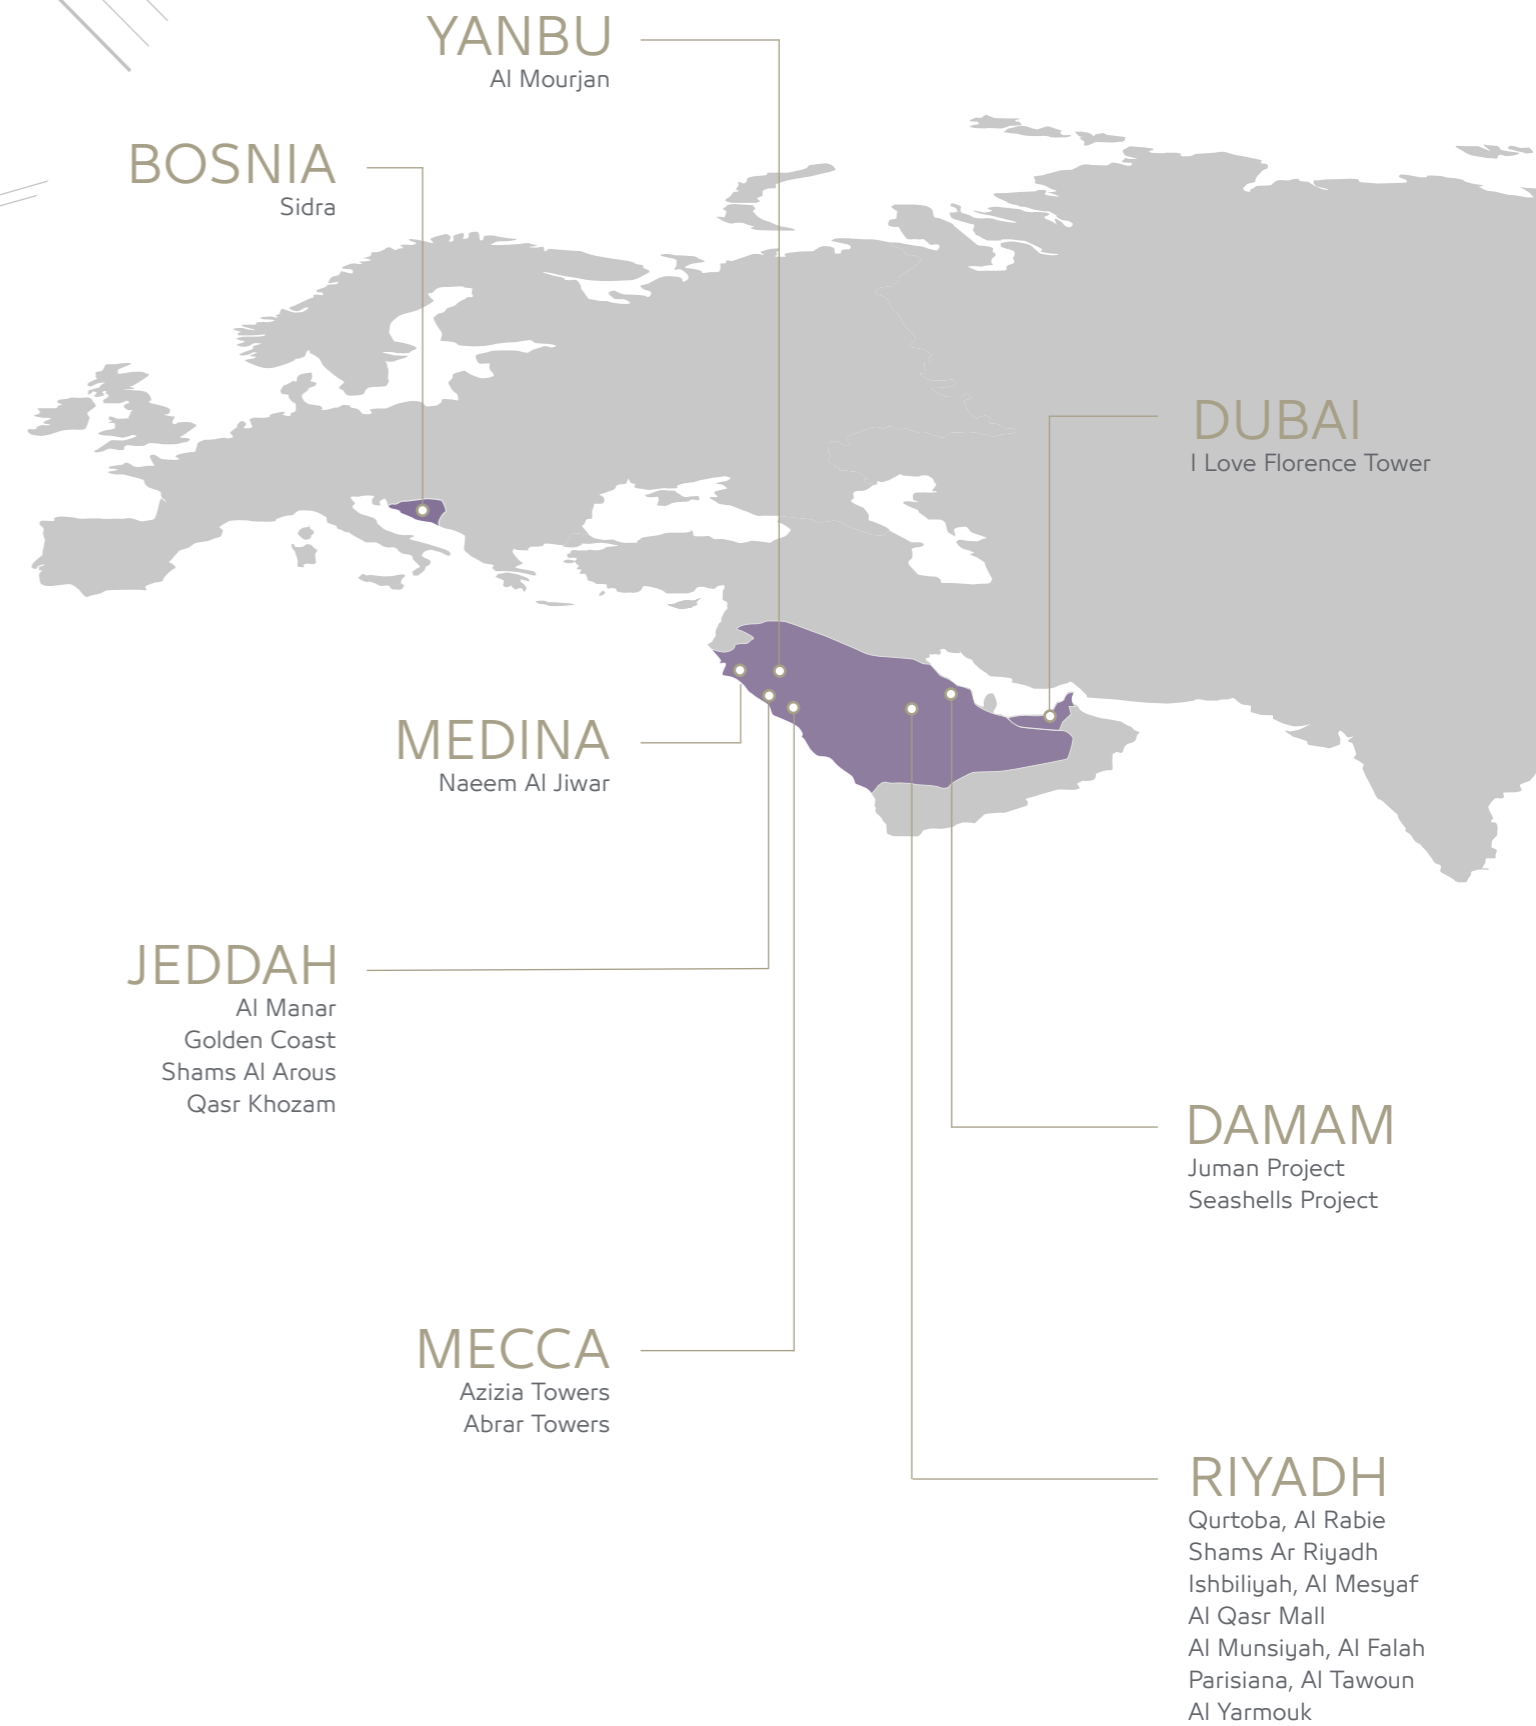 YANBU
Al Mourjan
BOSNIA
Sidra
DUBAI
I Love Florence Tower
MEDINA
Naeem Al Jiwar
JEDDAH
Al Manar
Golden Coast
Shams Al Arous
Qasr Khozam
DAMAM
Juman Project
Seashells Project
MECCA
Azizia Towers
Abrar Towers
RIYADH
Qurtoba, Al Rabie
Shams Ar Riyadh
Ishbiliyah, Al Mesyaf
Al Qasr Mall
Al Munsiyah, Al Falah
Parisiana, Al Tawoun
Al Yarmouk